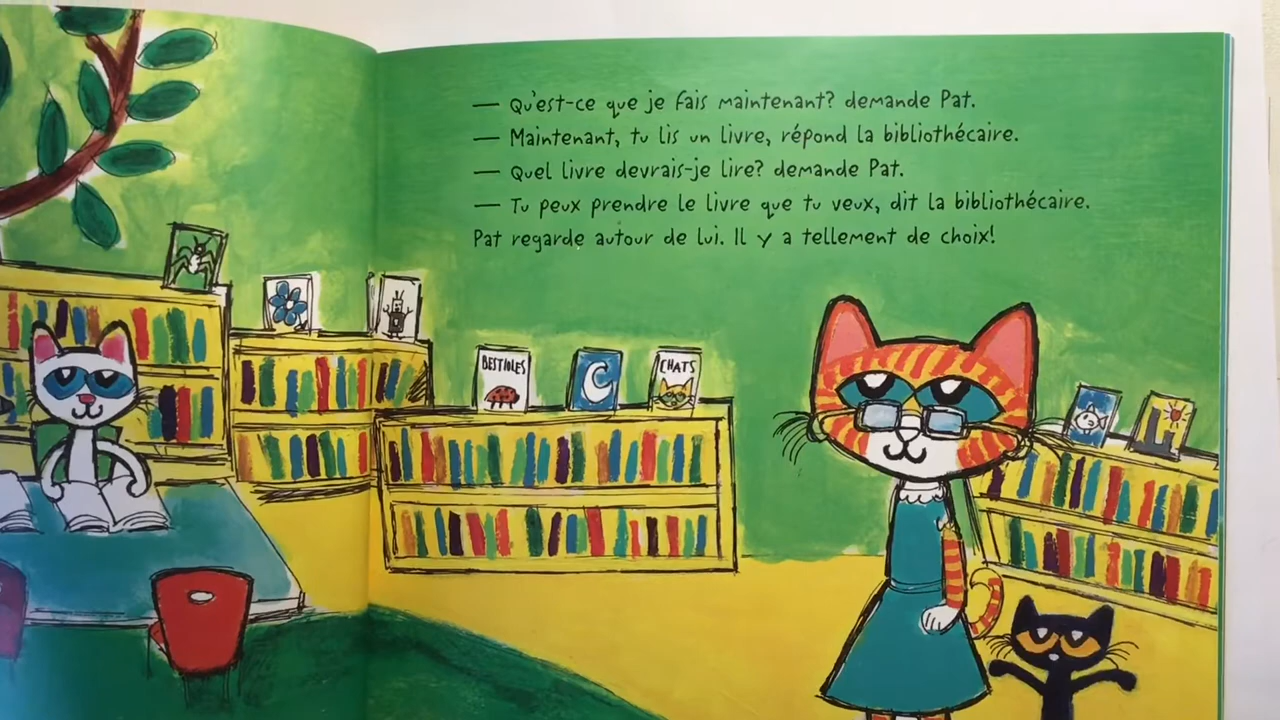 — Qu'est-ce que je fais maintenant? demande Pat.
— Maintenant, tu lis un livre, répond la bibliothécaire.
— Quel livre devrais-je lire? demande Pat.
— Tu peux prendre le livre que tu veux, dit la bibliothécaire.
Pat regarde autour de lui. Il y a tellement de choix!
BESTIOLES
CHATS